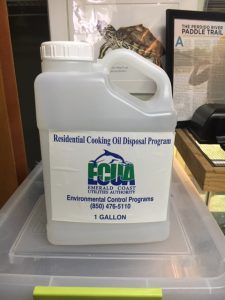 THE PERDIDO RIVER
PADDLE TRAIL
Residential Cooking Oil Disposal Program
ECUA
EMERALD COAST
UTILITIES AUTHORITY
Environmental Control Programs
(850) 476-5110
1 GALLON